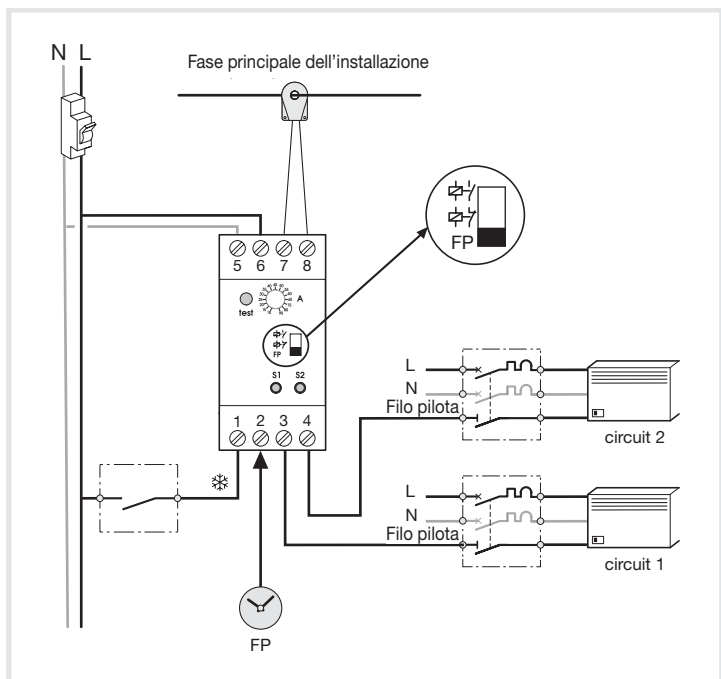 N L
Fase principale dell'installazione
FP
5 6 7 8
test
A
FP
S1 S2
1 2 3 4
L
N
Filo pilota
circuit 2
L
N
Filo pilota
circuit 1
FP